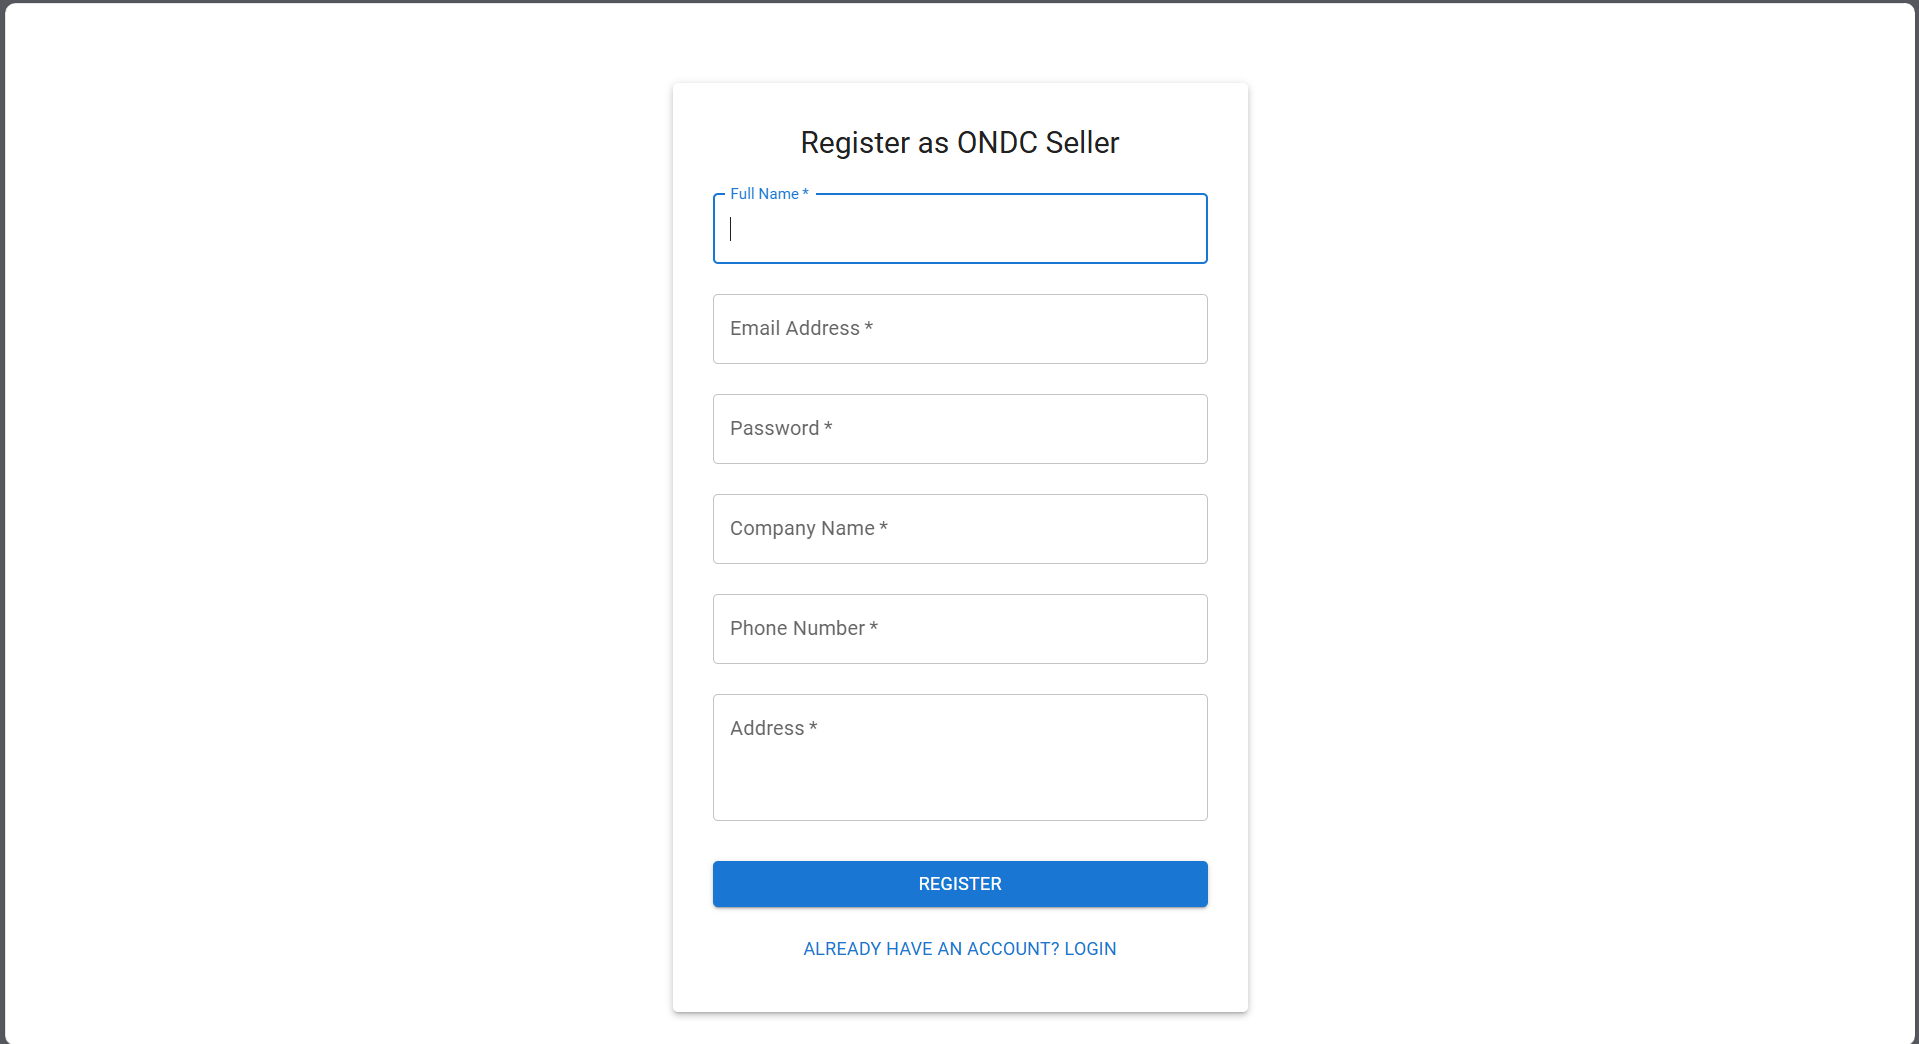 Register as ONDC Seller
Full Name *
Email Address *
Password *
Company Name *
Phone Number *
Address *
REGISTER
ALREADY HAVE AN ACCOUNT? LOGIN